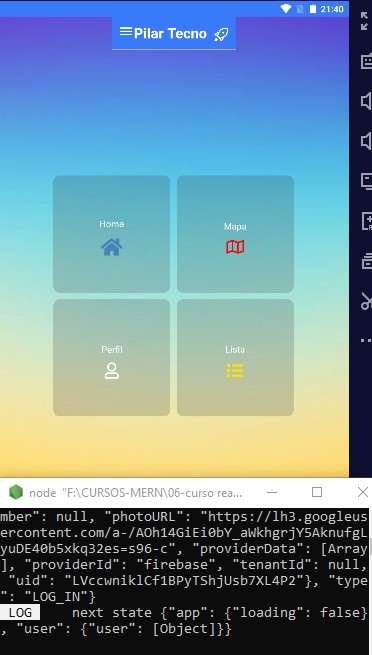 21:40
Pilar Tecno
Home
Mapa
Perfil
Lista
node "F:\CURSOS-MERN\06-curso rea...
mber": null, "photoURL": "https://lh3.googleus
ercontent.com/a-/AOh14GiEi0bY_aWkhgrjY5AknufgL
yuDE40b5xkq32es=s96-c", "providerData": [Array
], "providerId": "firebase", "tenantId": null,
"uid": "LVccwniklCf1BPyTShjUsb7XL4P2"}, "type
": "LOG_IN"}
LOG next state {"app": {"loading": false}
, "user": {"user": [Object]}}